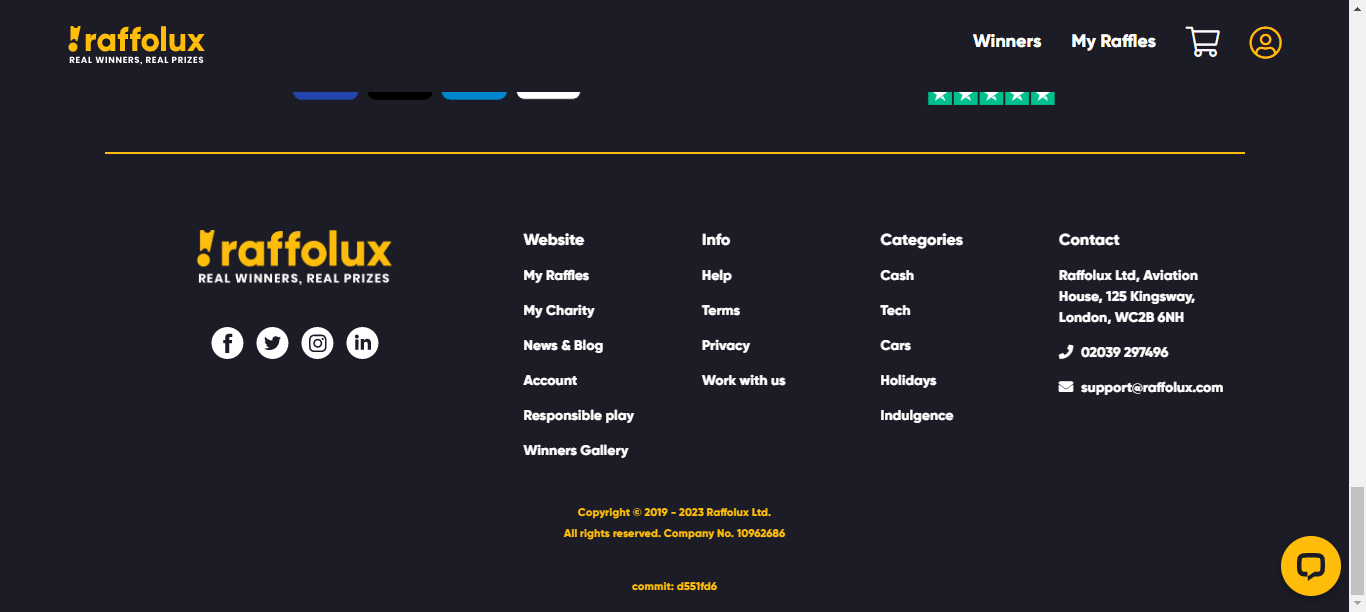 raffolux
REAL WINNERS, REAL PRIZES
Winners
My Raffles
raffolux
REAL WINNERS, REAL PRIZES
Website
My Raffles
My Charity
News & Blog
Account
Responsible play
Winners Gallery
Info
Help
Terms
Privacy
Work with us
Categories
Cash
Tech
Cars
Holidays
Indulgence
Contact
Raffolux Ltd, Aviation
House, 125 Kingsway,
London, WC2B 6NH
02039 297496
support@raffolux.com
Copyright © 2019 - 2023 Raffolux Ltd.
All rights reserved. Company No. 10962686
commit: d551fd6